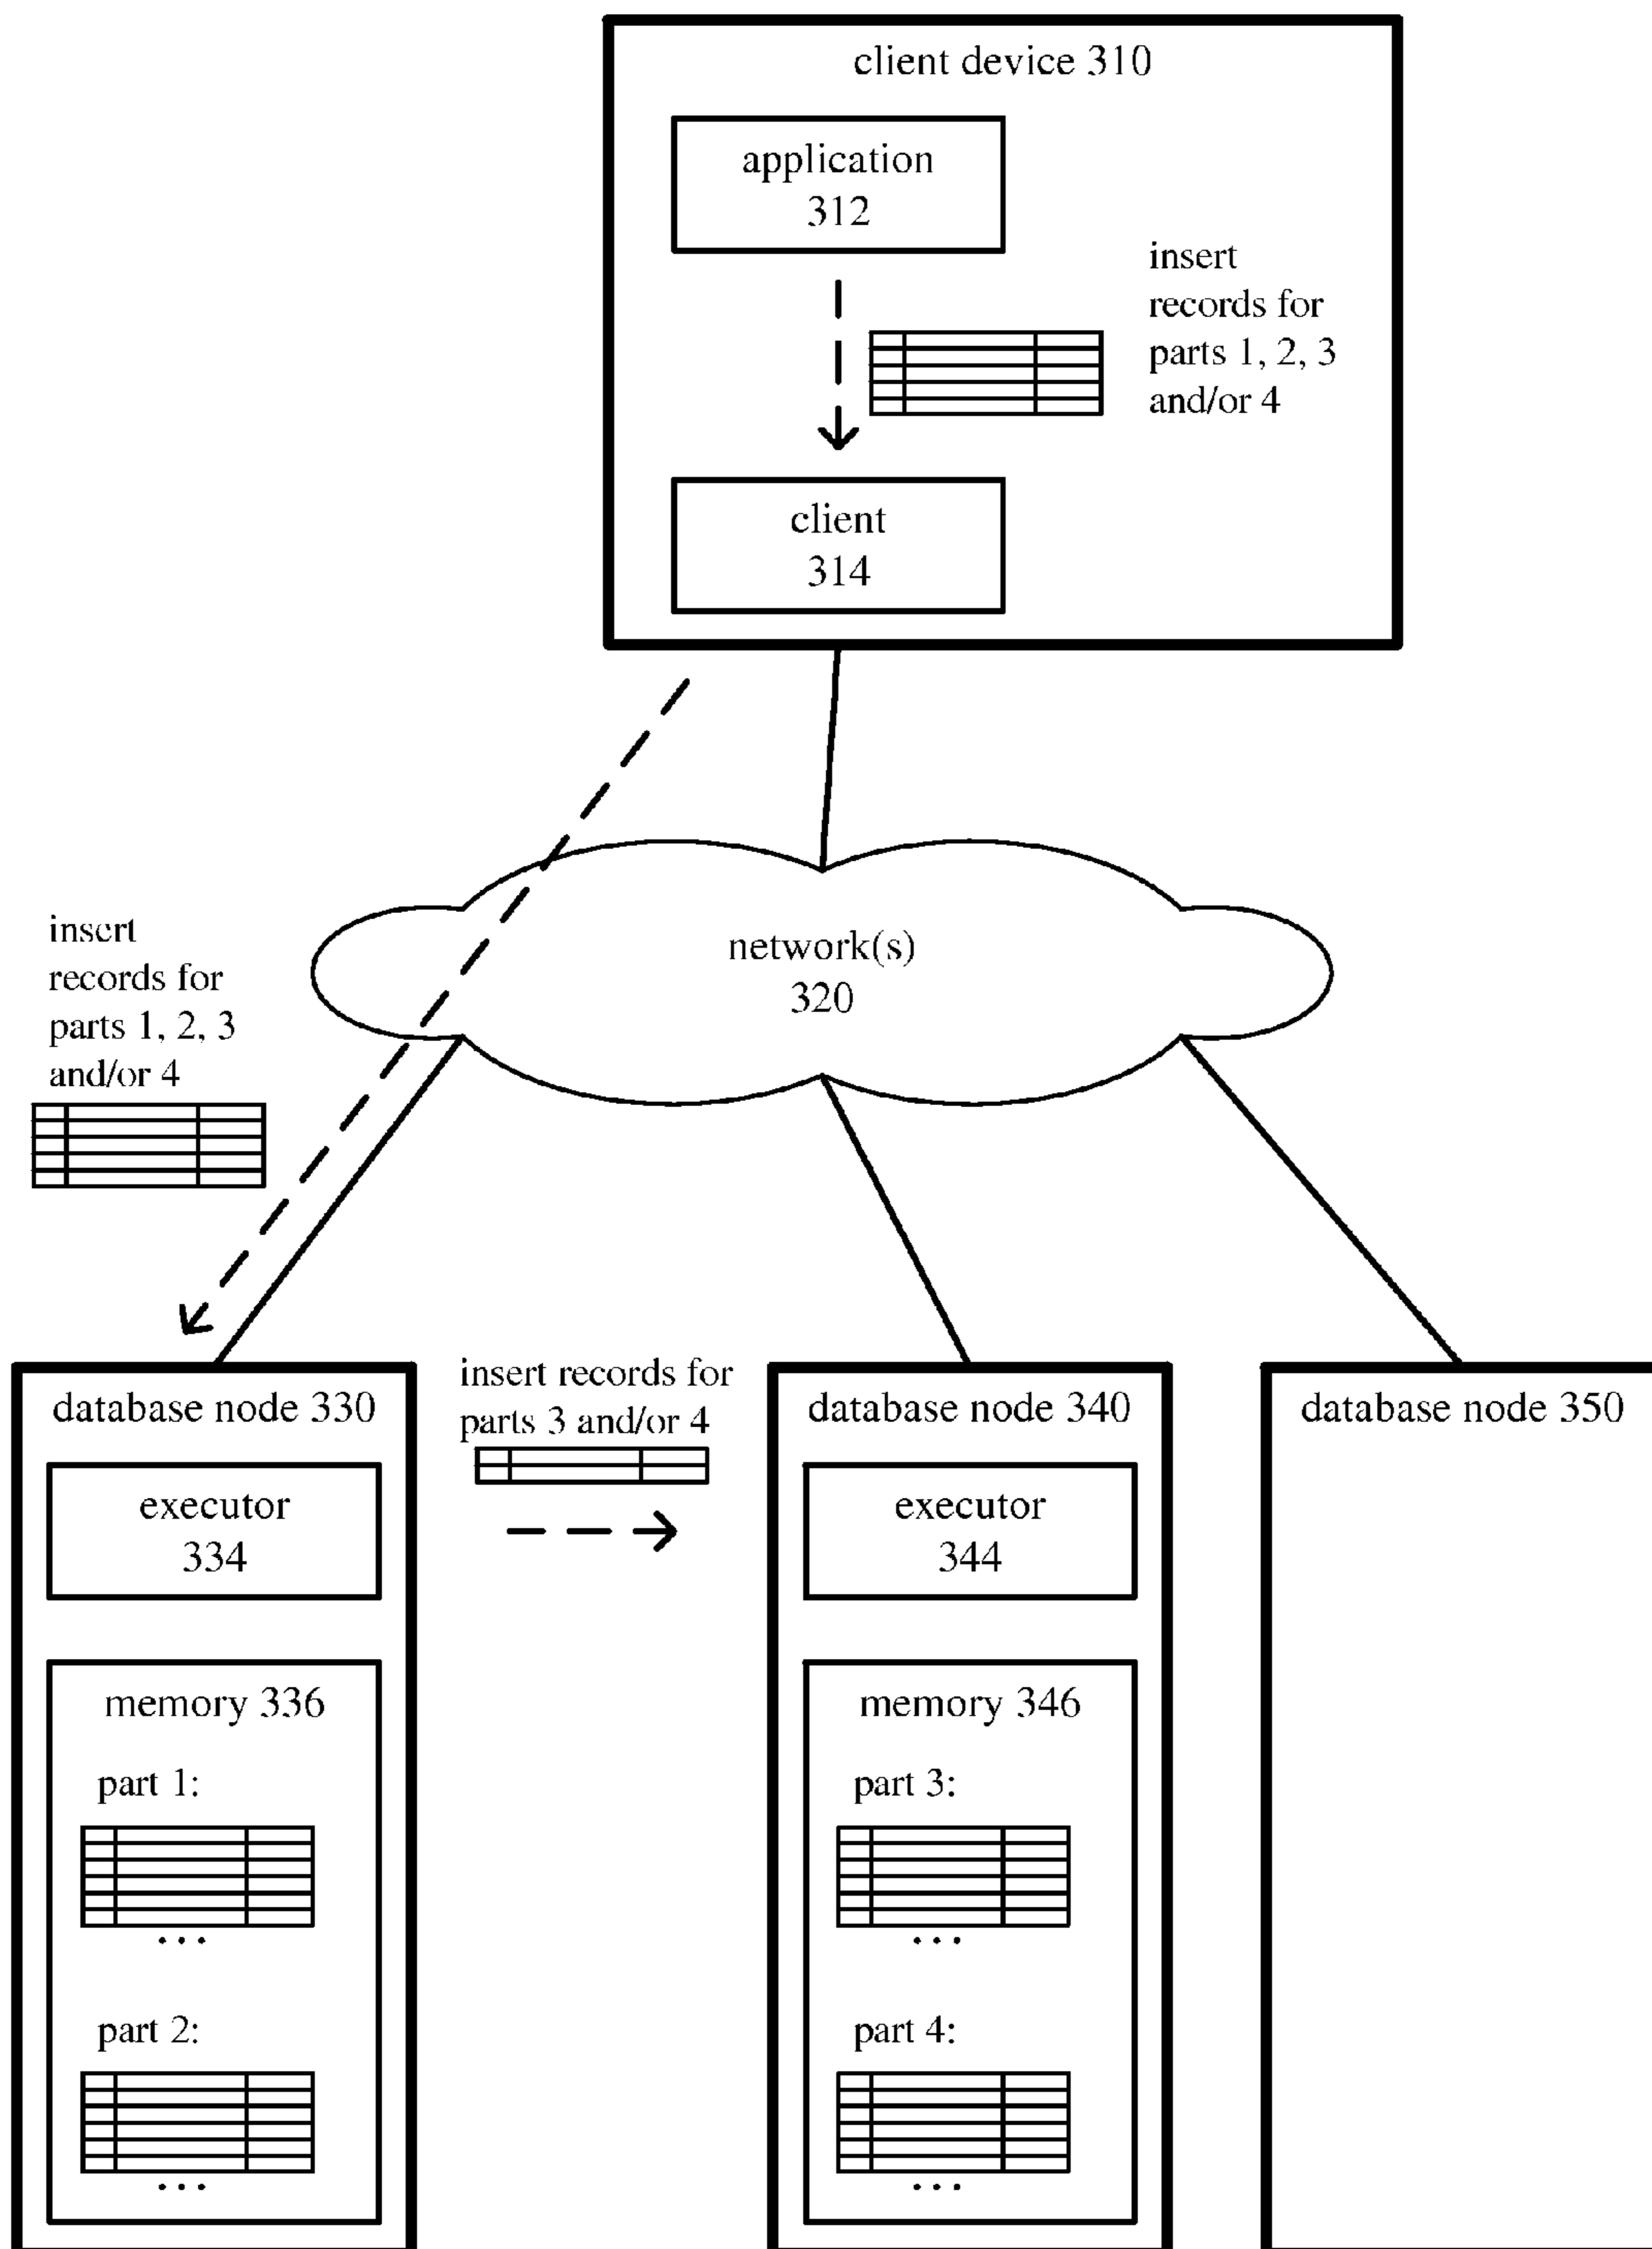 client device 310
application
312
insert
records for
parts 1, 2, 3
and/or 4
client
314
network(s)
320
insert
records for
parts 1, 2, 3
and/or 4
database node 330
executor
334
memory 336
part 1:
...
part 2:
...
insert records for
parts 3 and/or 4
database node 340
executor
344
memory 346
part 3:
...
part 4:
...
database node 350